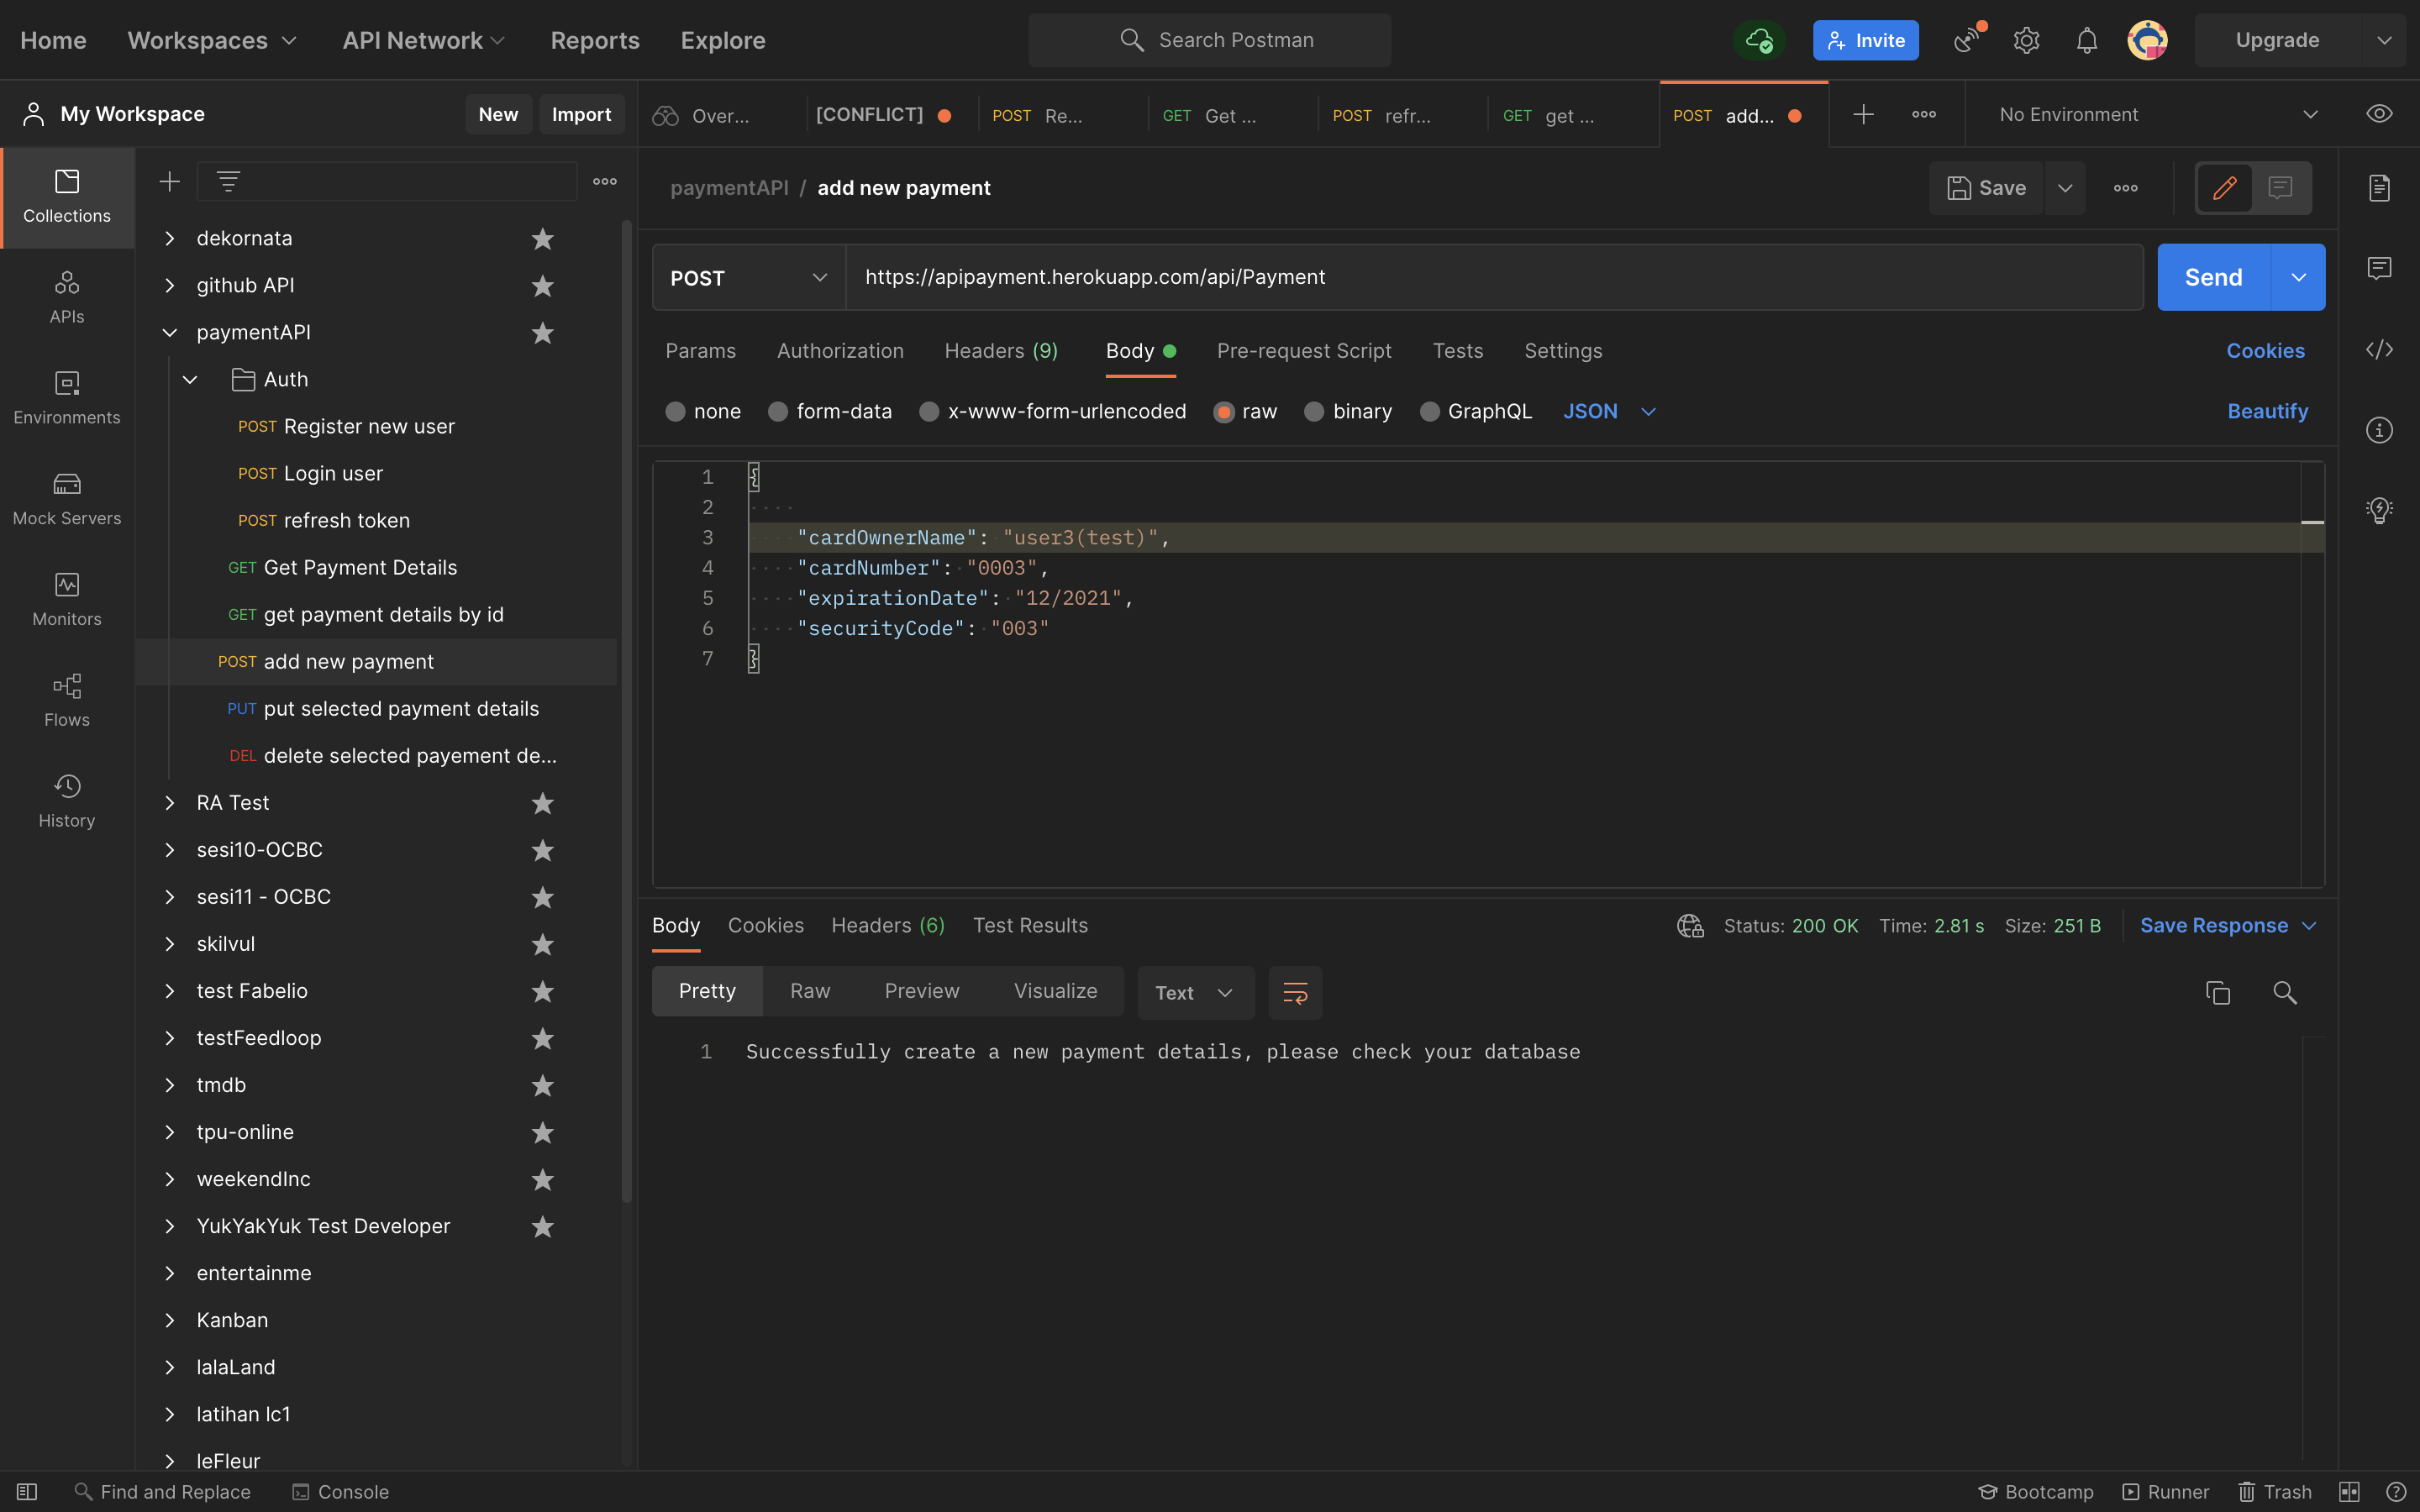 Home Workspaces API Network Reports Explore Search Postman Invite Upgrade
My Workspace New Import
Over... [CONFLICT] POST Re... GET Get ... POST refr... GET get ... POST add... No Environment
Collections
APIs
Environments
Mock Servers
Monitors
Flows
History
dekornata
github API
paymentAPI
Auth
POST Register new user
POST Login user
POST refresh token
GET Get Payment Details
GET get payment details by id
POST add new payment
PUT put selected payment details
DEL delete selected payement de...
RA Test
sesi10-OCBC
sesi11 - OCBC
skilvul
test Fabelio
testFeedloop
tmdb
tpu-online
weekendInc
YukYakYuk Test Developer
entertainme
Kanban
lalaLand
latihan lc1
leFleur
paymentAPI / add new payment Save
POST https://apipayment.herokuapp.com/api/Payment Send
Params Authorization Headers (9) Body Pre-request Script Tests Settings Cookies
none form-data x-www-form-urlencoded raw binary GraphQL JSON Beautify
1 {
2
3 "cardOwnerName": "user3(test)",
4 "cardNumber": "0003",
5 "expirationDate": "12/2021",
6 "securityCode": "003"
7 }
Body Cookies Headers (6) Test Results Status: 200 OK Time: 2.81 s Size: 251 B Save Response
Pretty Raw Preview Visualize Text
1 Successfully create a new payment details, please check your database
Find and Replace Console Bootcamp Runner Trash